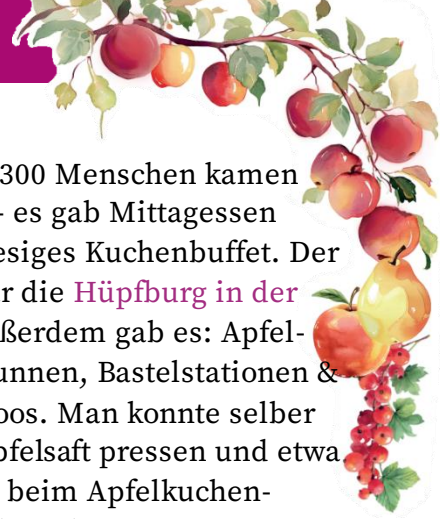 300 Menschen kamen
- es gab Mittagessen
esiges Kuchenbuffet. Der
r die Hüpfburg in der
ßerdem gab es: Apfel-
unnen, Bastelstationen &
oos. Man konnte selber
pfelsaft pressen und etwa
beim Apfelkuchen-